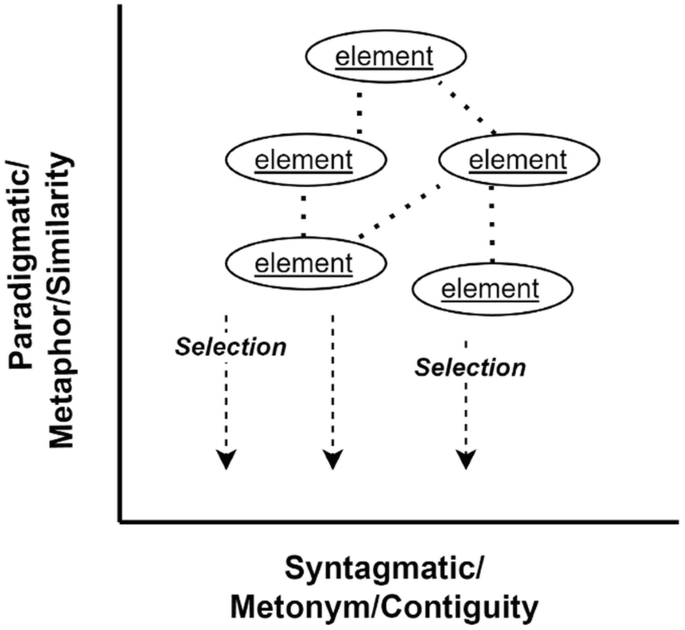 element
element
element
element
element
Selection
Selection
Paradigmatic/
Metaphor/Similarity
Syntagmatic/
Metonym/Contiguity